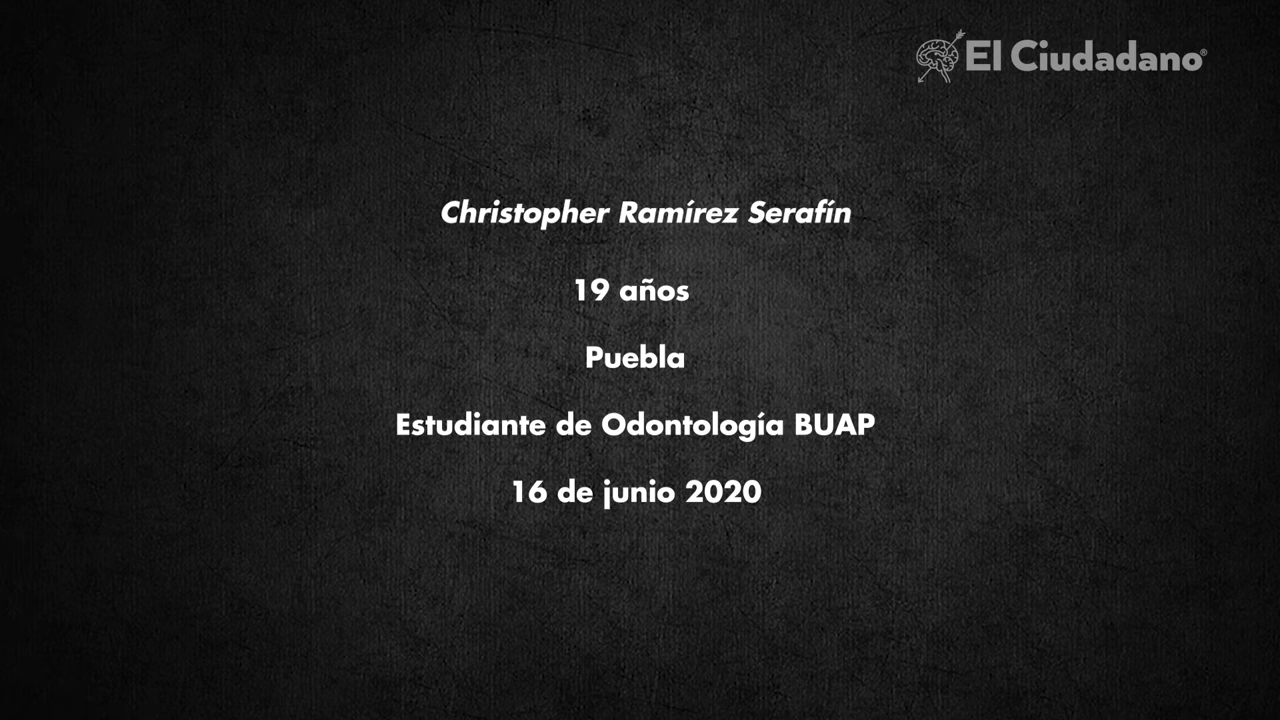 El Ciudadano®
Christopher Ramírez Serafín
19 años
Puebla
Estudiante de Odontología BUAP
16 de junio 2020